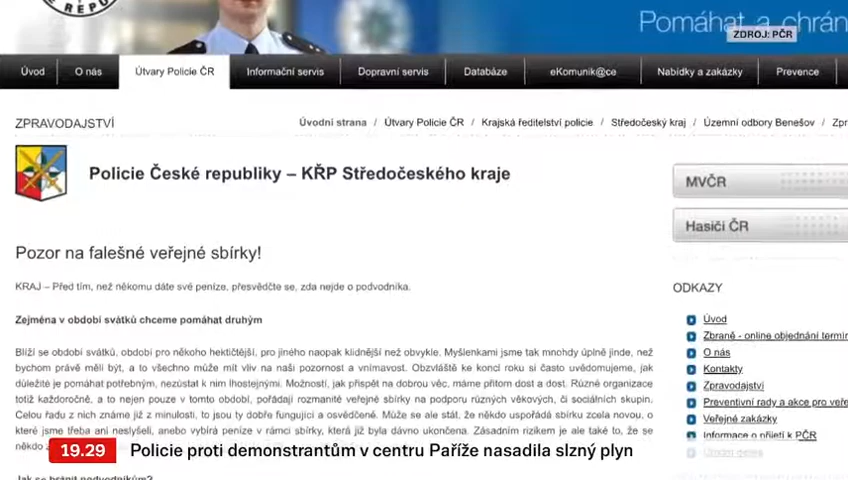 E REPU
Pomáhat a chrán
ZDROJ: PČR
Úvod
O nás
Útvary Policie ČR
Informační servis
Dopravní servis
Databáze
eKomunik@ce
Nabídky a zakázky
Prevence
ZPRAVODAJSTVÍ
Úvodní strana / Útvary Policie ČR / Krajská ředitelství policie / Středočeský kraj / Územní odbory Benešov / Zpr
Policie České republiky – KŘP Středočeského kraje
MVČR
Hasiči ČR
Pozor na falešné veřejné sbírky!
KRAJ – Před tím, než někomu dáte své peníze, přesvědčte se, zda nejde o podvodníka.
ODKAZY
Zejména v období svátků chceme pomáhat druhým
Úvod
Zbraně - online objednání termín
O nás
Kontakty
Zpravodajství
Preventivní rady a akce pro veře
Veřejné zakázky
Informace o přijetí k PČR
Úřední deska
Blíží se období svátků, období pro někoho hektičtější, pro jiného naopak klidnější než obvykle. Myšlenkami jsme tak mnohdy úplně jinde, než
bychom právě měli být, a to všechno může mít vliv na naši pozornost a vnímavost. Obzvláště ke konci roku si často uvědomujeme, jak
důležité je pomáhat potřebným, nezůstat k nim lhostejnými. Možností, jak přispět na dobrou věc, máme přitom dost a dost. Různé organizace
totiž každoročně, a to nejen pouze v tomto období, pořádají rozmanité veřejné sbírky na podporu různých věkových, či sociálních skupin.
Celou řadu z nich známe již z minulosti, to jsou ty dobře fungující a osvědčené. Může se ale stát, že někdo uspořádá sbírku zcela novou, o
které jsme třeba ani neslyšeli, anebo vybírá peníze v rámci sbírky, která již byla dávno ukončena. Zásadním rizikem je ale také to, že se
někdo
19.29 Policie proti demonstrantům v centru Paříže nasadila slzný plyn
Jak se bránit podvodníkům?